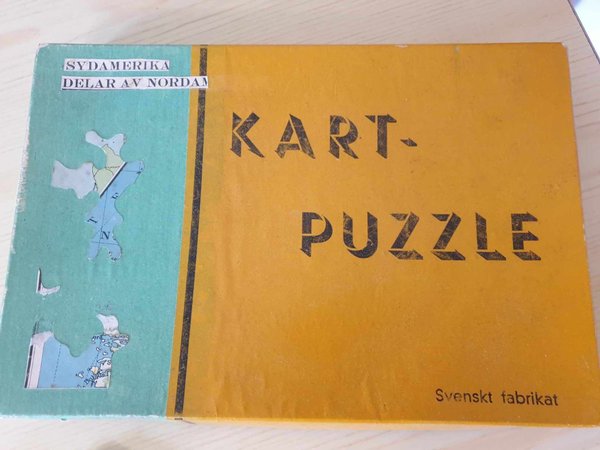 SYDAMERIKA
DELAR AV NORDAM
KART-
PUZZLE
N
Svenskt fabrikat